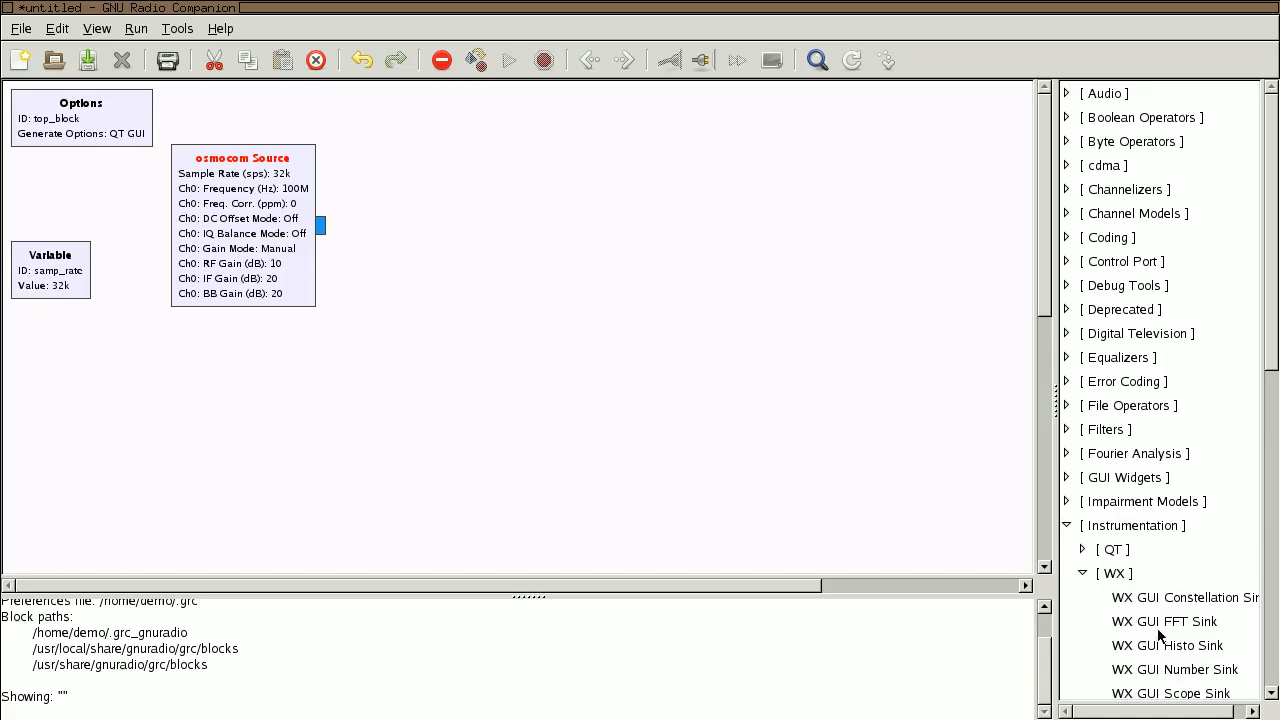 *untitled - GNU Radio Companion
File Edit View Run Tools Help
Options
ID: top_block
Generate Options: QT GUI
osmocom Source
Sample Rate (sps): 32k
Ch0: Frequency (Hz): 100M
Ch0: Freq. Corr. (ppm): 0
Ch0: DC Offset Mode: Off
Ch0: IQ Balance Mode: Off
Ch0: Gain Mode: Manual
Ch0: RF Gain (dB): 10
Ch0: IF Gain (dB): 20
Ch0: BB Gain (dB): 20
Variable
ID: samp_rate
Value: 32k
[ Audio ]
[ Boolean Operators ]
[ Byte Operators ]
[ cdma ]
[ Channelizers ]
[ Channel Models ]
[ Coding ]
[ Control Port ]
[ Debug Tools ]
[ Deprecated ]
[ Digital Television ]
[ Equalizers ]
[ Error Coding ]
[ File Operators ]
[ Filters ]
[ Fourier Analysis ]
[ GUI Widgets ]
[ Impairment Models ]
[ Instrumentation ]
[ QT ]
[ WX ]
WX GUI Constellation Sin
WX GUI FFT Sink
WX GUI Histo Sink
WX GUI Number Sink
WX GUI Scope Sink
Preferences file: /home/demo/.grc
Block paths:
/home/demo/.grc_gnuradio
/usr/local/share/gnuradio/grc/blocks
/usr/share/gnuradio/grc/blocks
Showing: ""